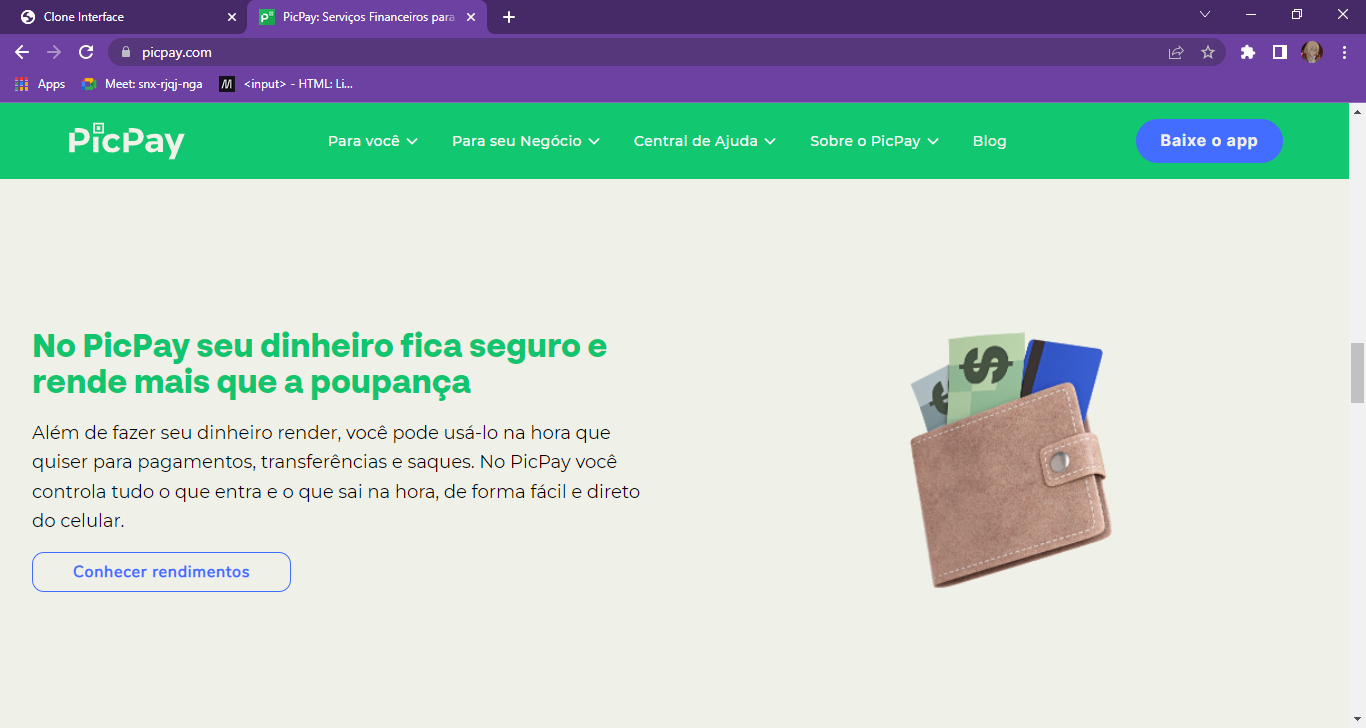 Clone Interface
PicPay: Serviços Financeiros para
picpay.com
Apps
Meet: snx-rjqj-nga
<input> - HTML: Li...
PicPay
Para você
Para seu Negócio
Central de Ajuda
Sobre o PicPay
Blog
Baixe o app
No PicPay seu dinheiro fica seguro e
rende mais que a poupança
Além de fazer seu dinheiro render, você pode usá-lo na hora que
quiser para pagamentos, transferências e saques. No PicPay você
controla tudo o que entra e o que sai na hora, de forma fácil e direto
do celular.
Conhecer rendimentos
$